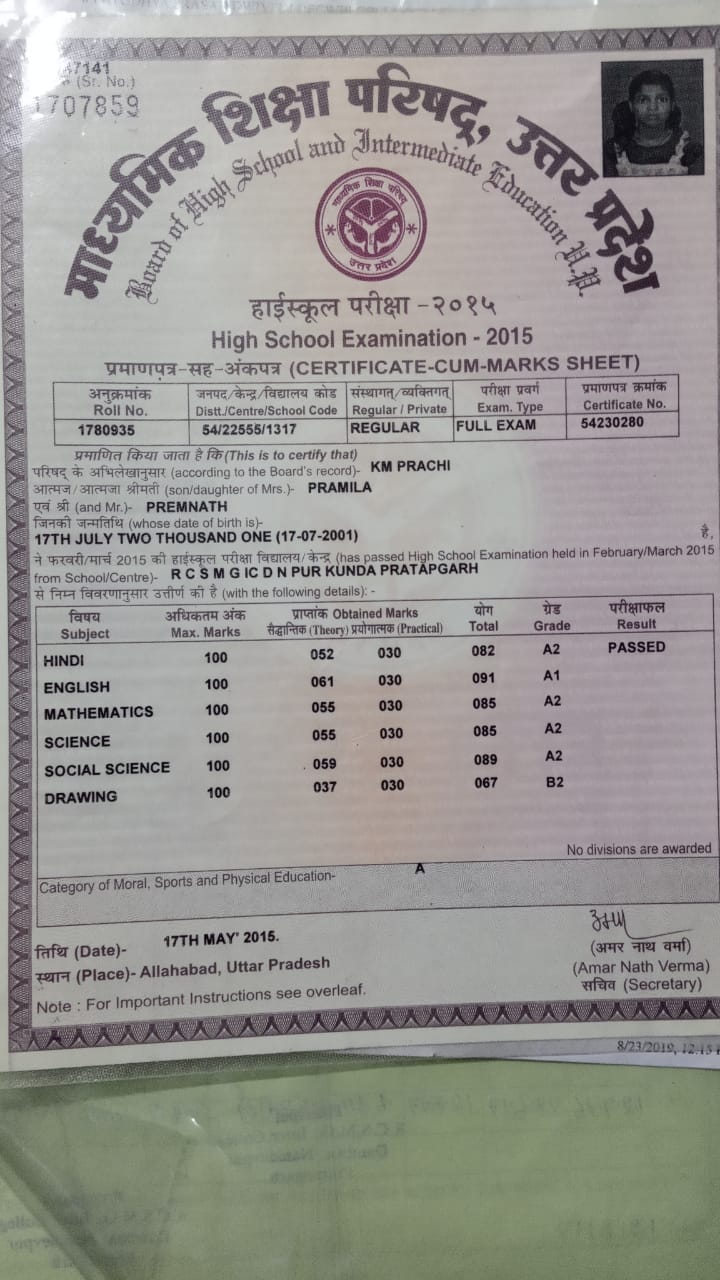 47141
(Sr. No.)
1707859
माध्यमिक शिक्षा परिषद्, उत्तर प्रदेश
Board of High School and Intermediate Education U.P.
माध्यमिक शिक्षा परिषद्
उत्तर प्रदेश
हाईस्कूल परीक्षा -२०१५
High School Examination - 2015
प्रमाणपत्र-सह-अंकपत्र (CERTIFICATE-CUM-MARKS SHEET)
अनुक्रमांक जनपद/केन्द्र/विद्यालय कोड संस्थागत/व्यक्तिगत परीक्षा प्रवर्ग प्रमाणपत्र क्रमांक
Roll No. Distt./Centre/School Code Regular / Private Exam. Type Certificate No.
1780935 54/22555/1317 REGULAR FULL EXAM 54230280
प्रमाणित किया जाता है कि (This is to certify that)
परिषद् के अभिलेखानुसार (according to the Board's record)- KM PRACHI
आत्मज/आत्मजा श्रीमती (son/daughter of Mrs.)- PRAMILA
एवं श्री (and Mr.)- PREMNATH
जिनकी जन्मतिथि (whose date of birth is)-
17TH JULY TWO THOUSAND ONE (17-07-2001) है,
ने फरवरी/मार्च 2015 की हाईस्कूल परीक्षा विद्यालय/केन्द्र (has passed High School Examination held in February/March 2015
from School/Centre)- R C S M G IC D N PUR KUNDA PRATAPGARH
से निम्न विवरणानुसार उत्तीर्ण की है (with the following details): -
विषय अधिकतम अंक प्राप्तांक Obtained Marks योग ग्रेड परीक्षाफल
Subject Max. Marks सैद्धान्तिक (Theory) प्रयोगात्मक (Practical) Total Grade Result
HINDI 100 052 030 082 A2 PASSED
ENGLISH 100 061 030 091 A1
MATHEMATICS 100 055 030 085 A2
SCIENCE 100 055 030 085 A2
SOCIAL SCIENCE 100 059 030 089 A2
DRAWING 100 037 030 067 B2
No divisions are awarded
Category of Moral, Sports and Physical Education- A
तिथि (Date)- 17TH MAY' 2015.
स्थान (Place)- Allahabad, Uttar Pradesh
(अमर नाथ वर्मा)
(Amar Nath Verma)
सचिव (Secretary)
Note : For Important Instructions see overleaf.
8/23/2019, 12:15